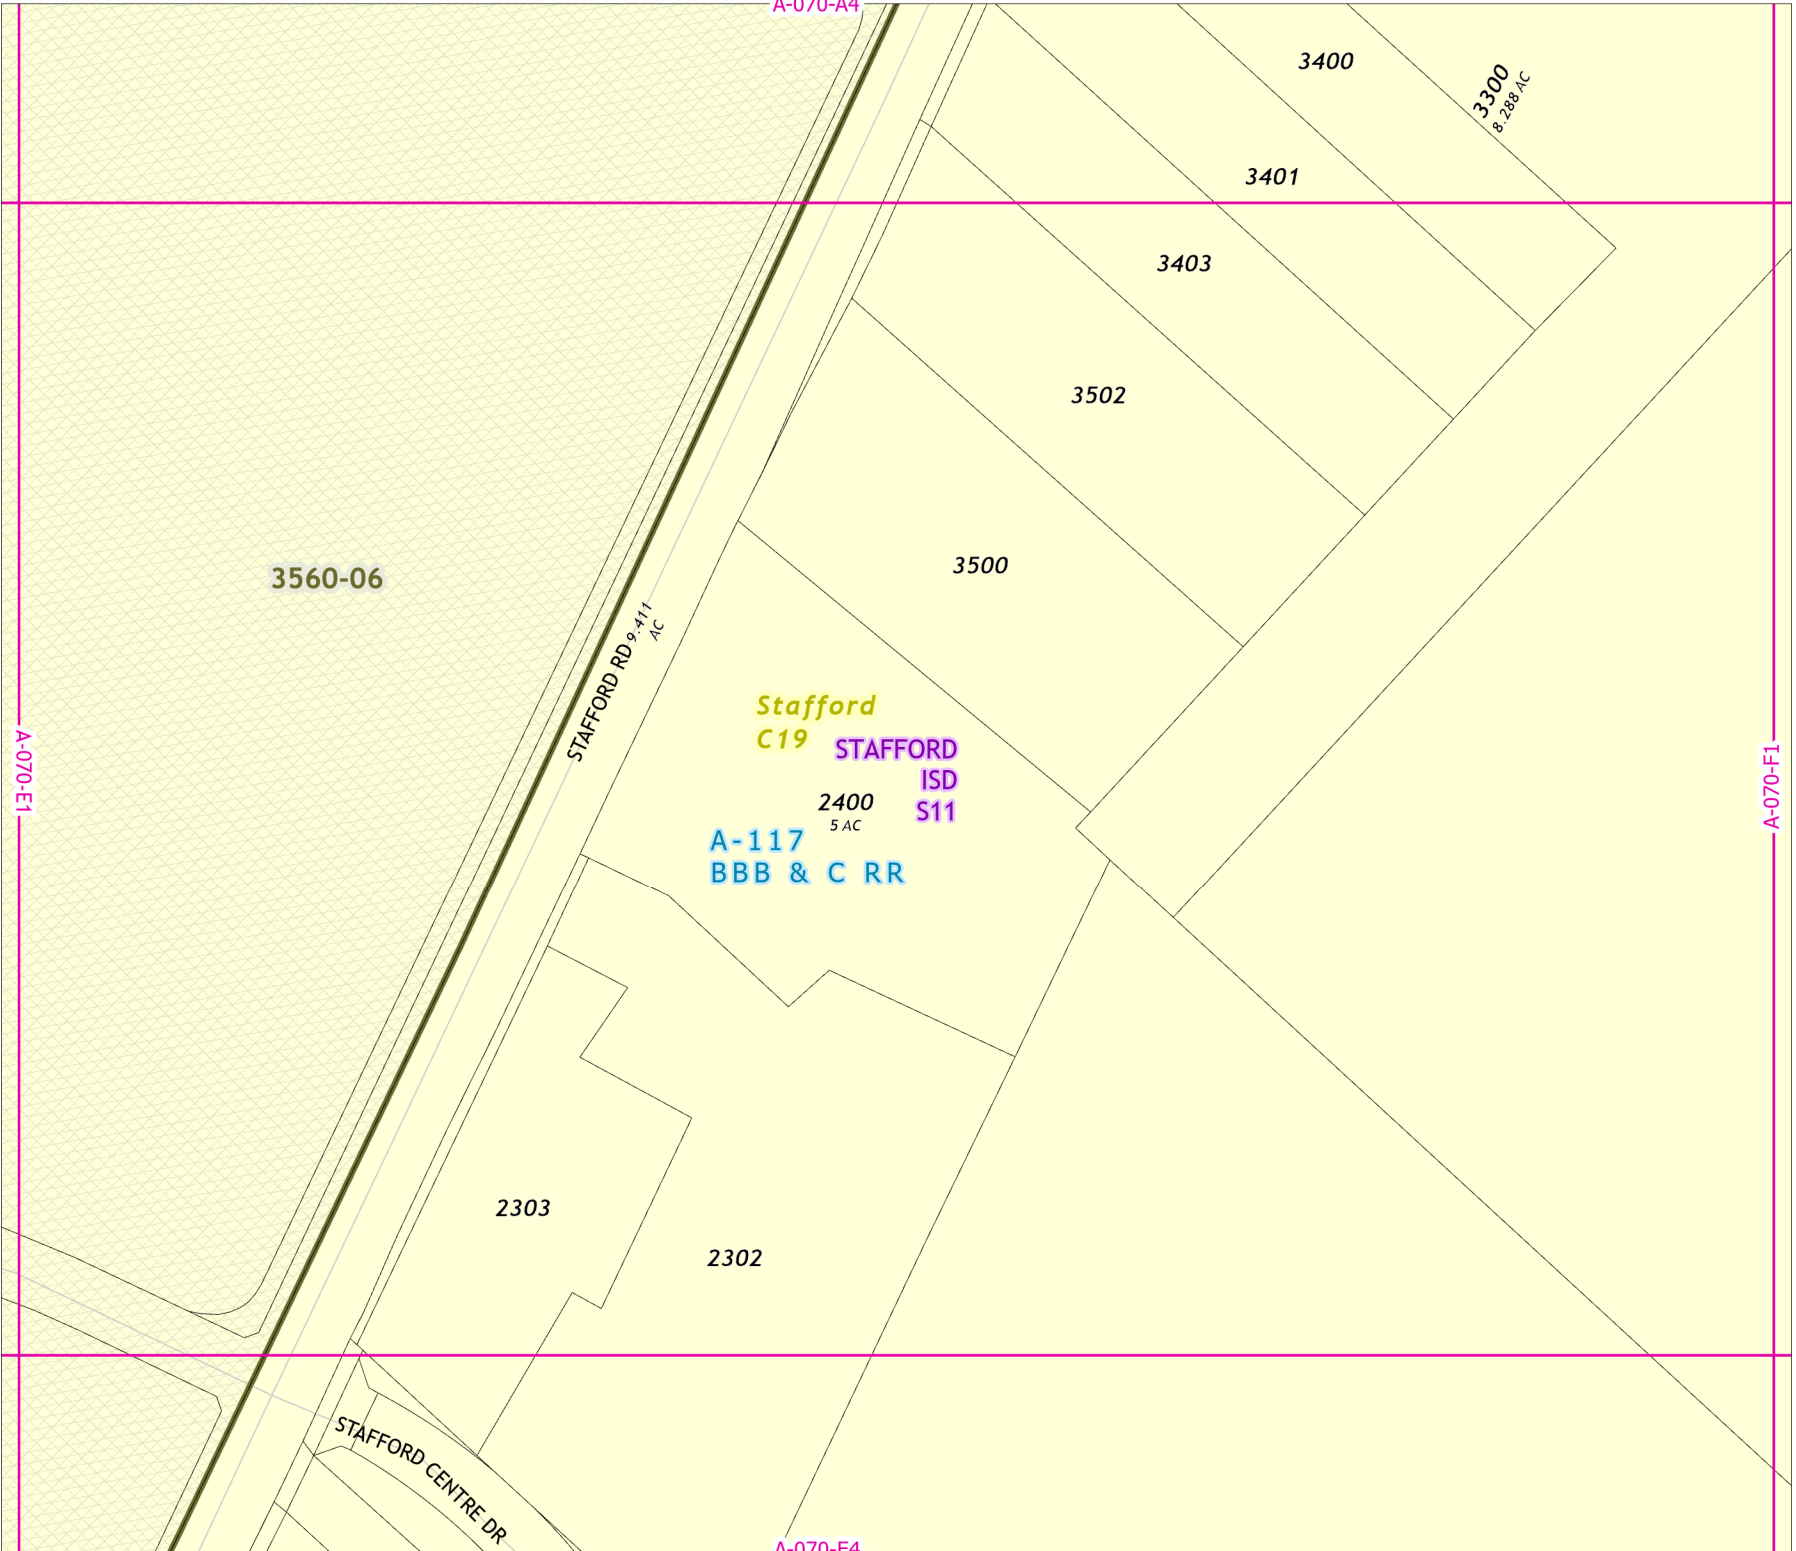 A-070-A4
3400
3300
8.288 AC
3401
3403
3502
3500
3560-06
STAFFORD RD
9.411
AC
Stafford
C19
STAFFORD
ISD
S11
2400
5 AC
A-117
BBB & C RR
A-070-E1
A-070-F1
2303
2302
STAFFORD CENTRE DR